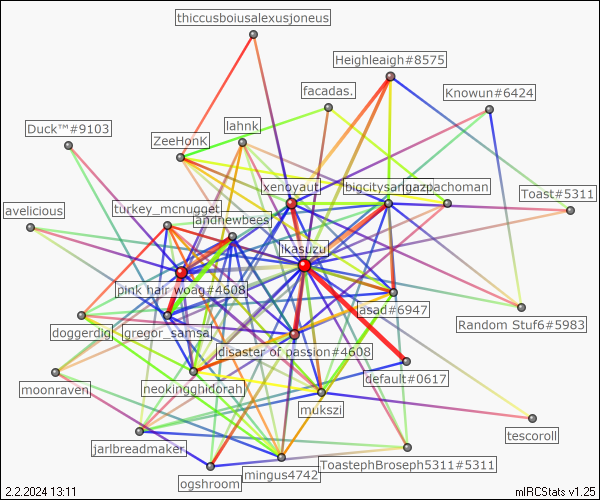 thiccusboiusalexusjoneus
Heighleaigh#8575
facadas.
Knowun#6424
Duck™#9103
lahnk
ZeeHonK
xenoyaut
bigcitysan
gazpachoman
Toast#5311
avelicious
turkey_mcnugget
andnewbees
Ikasuzu
pink hair woag#4608
asad#6947
Random Stuf6#5983
doggerdig
gregor_samsa
disaster of passion#4608
default#0617
moonraven
neokingghidorah
mukszi
tescoroll
jarlbreadmaker
ToastephBroseph5311#5311
mingus4742
ogshroom
2.2.2024 13:11
mIRCStats v1.25